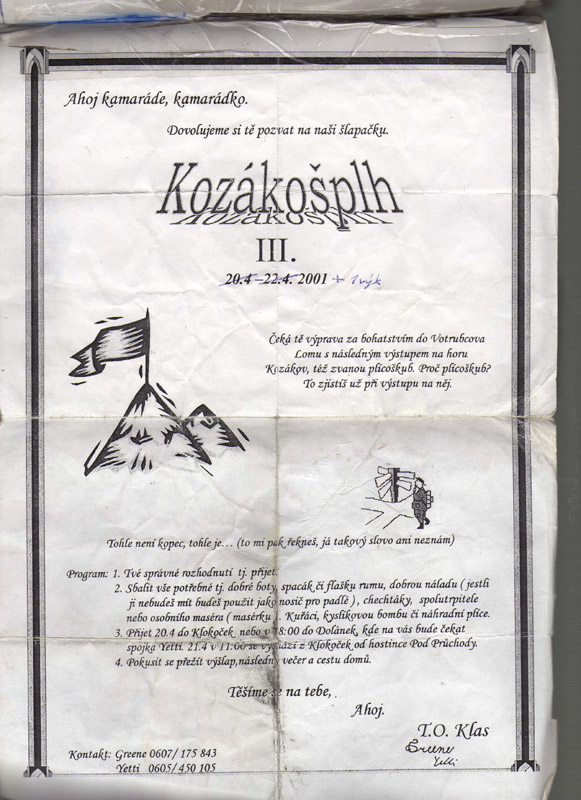 Ahoj kamaráde, kamarádko.
Dovolujeme si tě pozvat na naši šlapačku.
Kozákošplh
III.
20.4 –22.4. 2001 +
Čeká tě výprava za bohatstvím do Votrubcova
Lomu s následným výstupem na horu
Kozákov, též zvanou plicoškub. Proč plicoškub?
To zjistíš už při výstupu na něj.
Tohle není kopec, tohle je… (to mi pak řekneš, já takový slovo ani neznám)
Program: 1. Tvé správné rozhodnutí tj. přijet.
2. Sbalit vše potřebné tj. dobré boty, spacák či flašku rumu, dobrou náladu ( jestli
ji nebudeš mít budeš použit jako nosič pro padlé ) , chechtáky, spolutrpitele
nebo osobního maséra ( masérku ). Kuřáci, kyslíkovou bombu či náhradní plíce.
3. Přijet 20.4 do Klokoček nebo v 18:00 do Dolánek, kde na vás bude čekat
spojka Yetti. 21.4 v 11:00 se vychází z Klokoček od hostince Pod Průchody.
4. Pokusit se přežít výšlap, následný večer a cestu domů.
Těšíme se na tebe,
Ahoj.
T.O. Klas
Greene
Yetti
Kontakt: Greene 0607/ 175 843
Yetti 0605/ 450 105